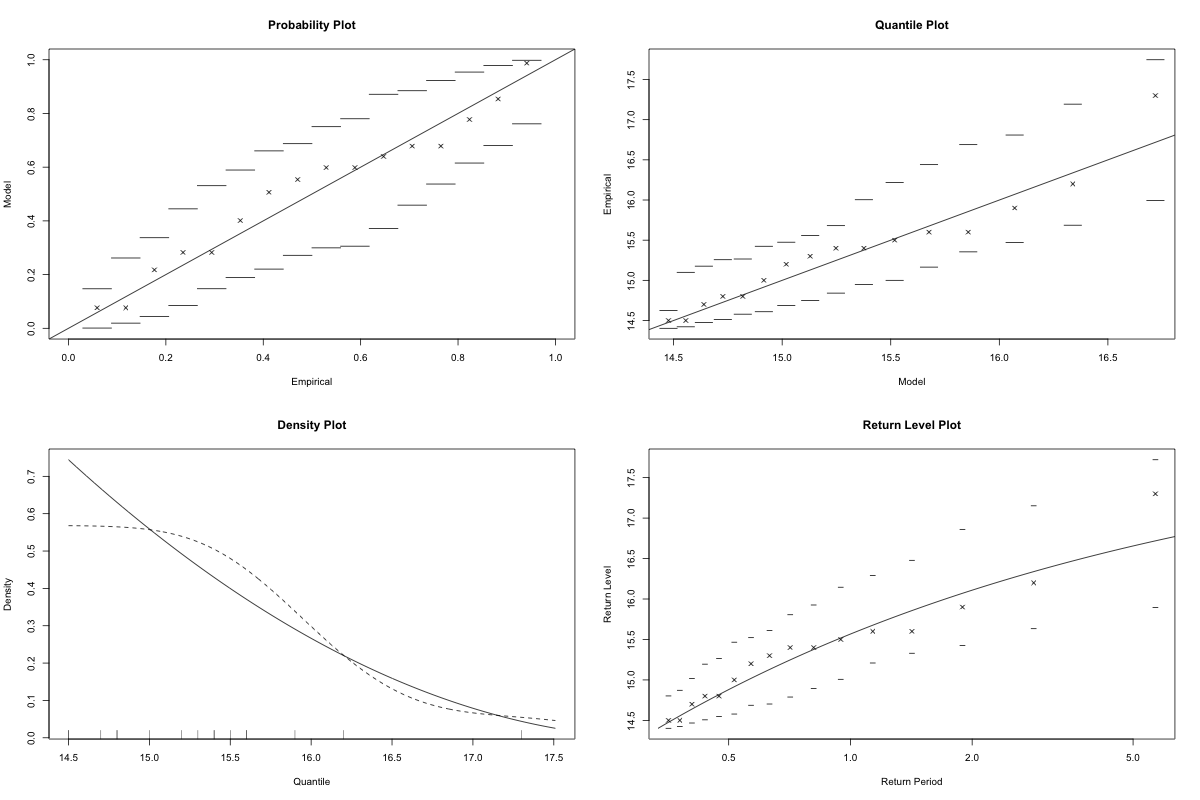 Probability Plot
Model
0.0 0.2 0.4 0.6 0.8 1.0
0.0 0.2 0.4 0.6 0.8 1.0
Empirical
Quantile Plot
Empirical
14.5 15.0 15.5 16.0 16.5 17.0 17.5
14.5 15.0 15.5 16.0 16.5
Model
Density Plot
Density
0.0 0.1 0.2 0.3 0.4 0.5 0.6 0.7
14.5 15.0 15.5 16.0 16.5 17.0 17.5
Quantile
Return Level Plot
Return Level
14.5 15.0 15.5 16.0 16.5 17.0 17.5
0.5 1.0 2.0 5.0
Return Period